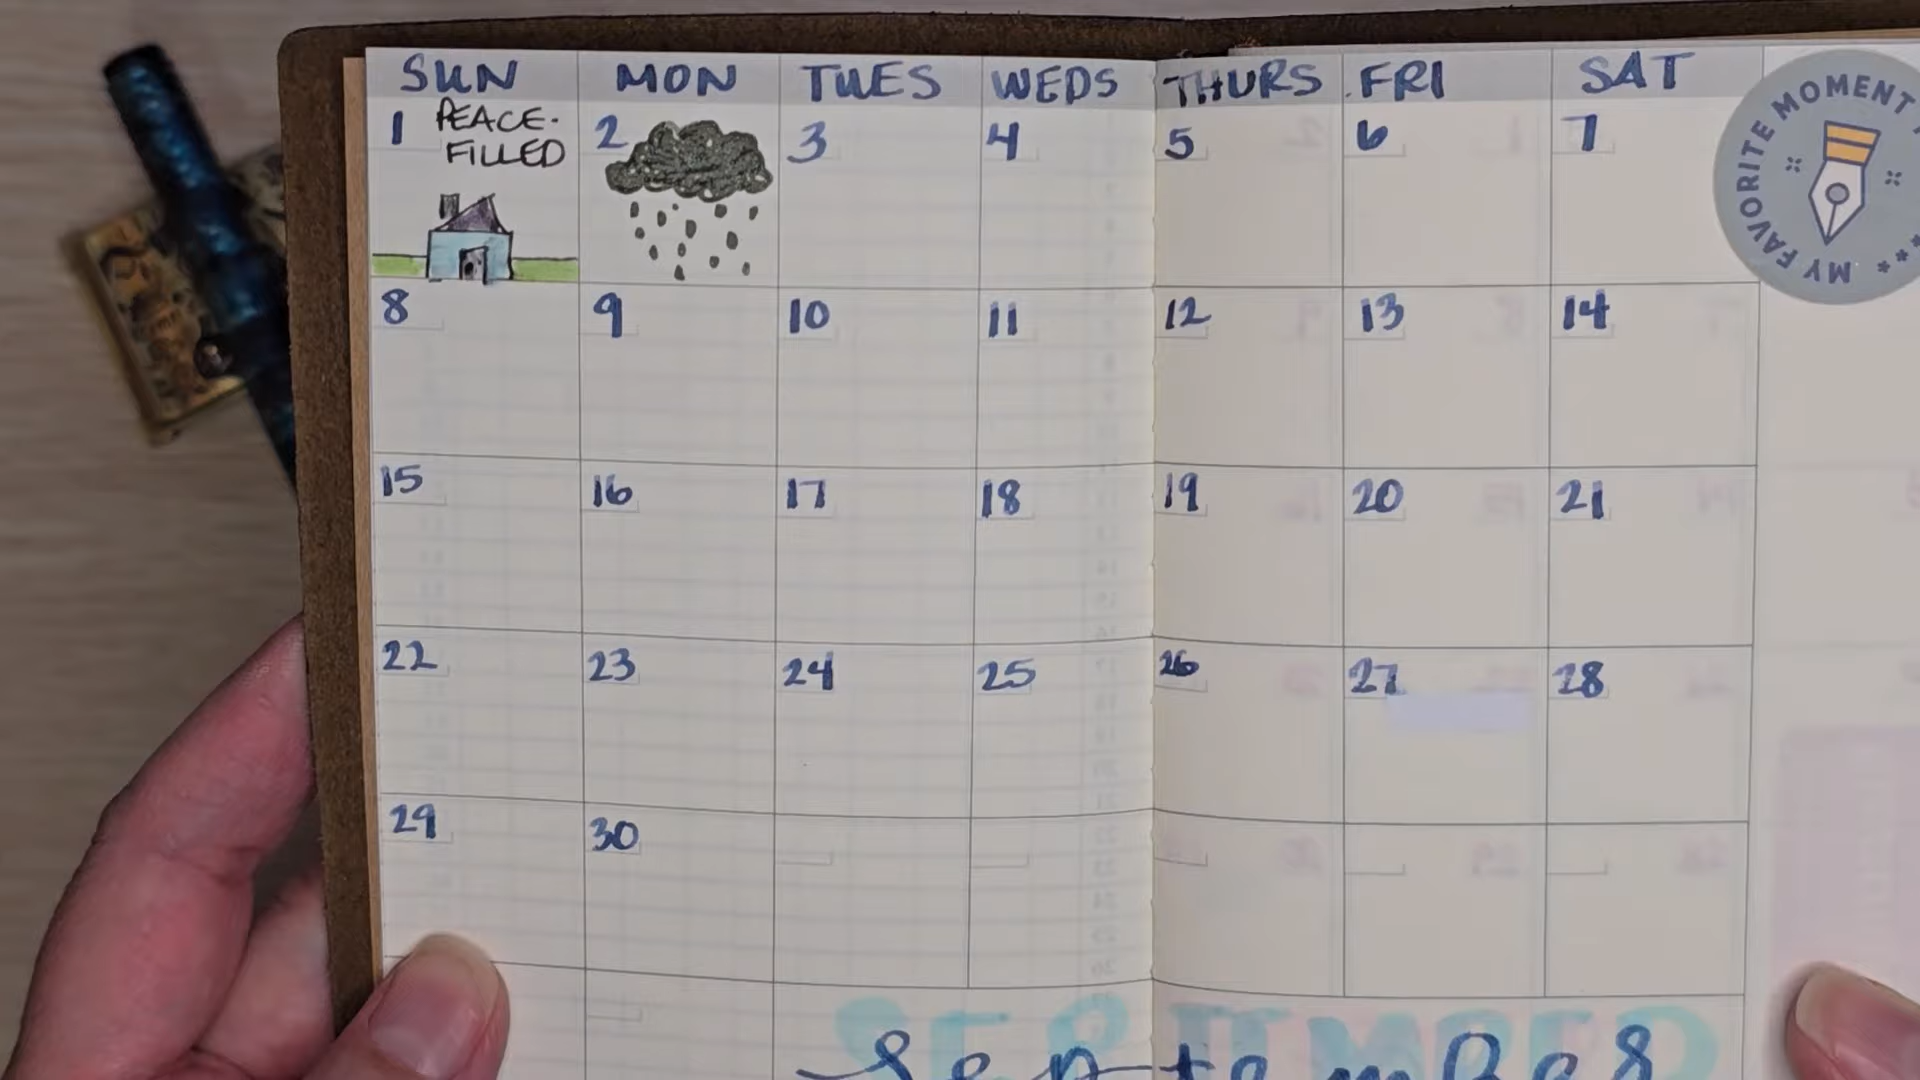 SUN MON TUES WEDS THURS FRI SAT
1 PEACE-
FILLED
2 3 4 5 6 7
MY FAVORITE MOMENT
8 9 10 11 12 13 14
15 16 17 18 19 20 21
22 23 24 25 26 27 28
29 30
SEPTEMBER
September